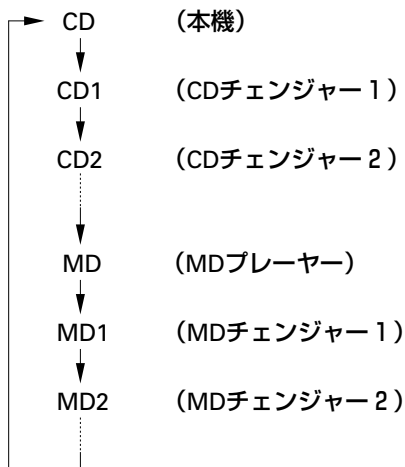 CD （本機）
CD1 （CDチェンジャー1）
CD2 （CDチェンジャー2）
MD （MDプレーヤー）
MD1 （MDチェンジャー1）
MD2 （MDチェンジャー2）